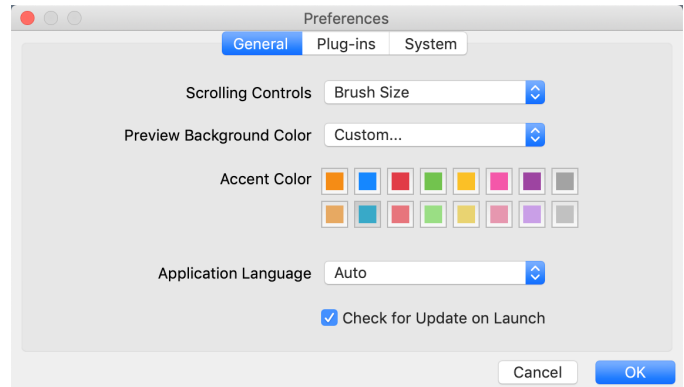 Preferences
General Plug-ins System
Scrolling Controls Brush Size
Preview Background Color Custom...
Accent Color
Application Language Auto
Check for Update on Launch
Cancel OK